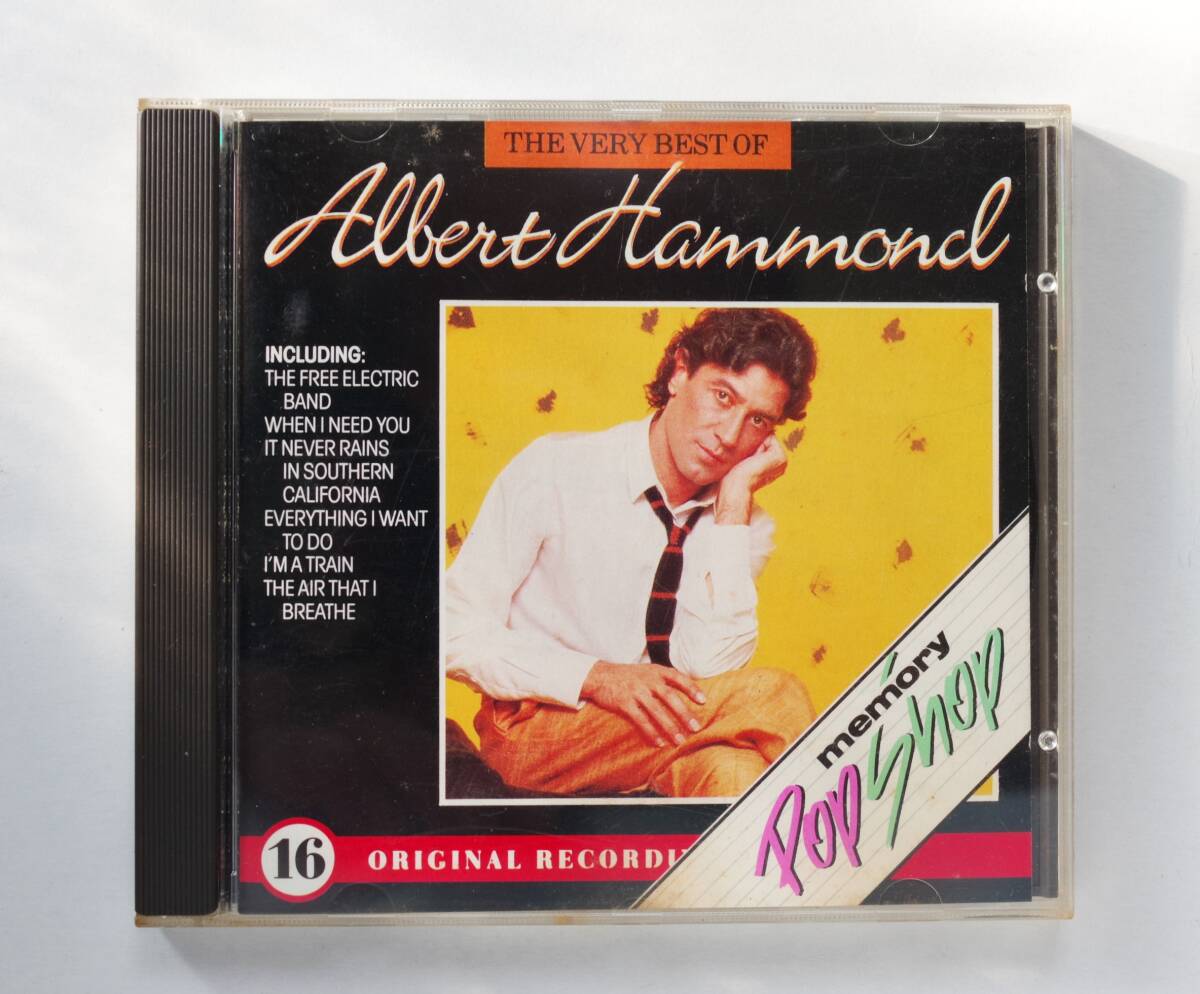 THE VERY BEST OF
Albert Hammond
INCLUDING:
THE FREE ELECTRIC
BAND
WHEN I NEED YOU
IT NEVER RAINS
IN SOUTHERN
CALIFORNIA
EVERYTHING I WANT
TO DO
I'M A TRAIN
THE AIR THAT I
BREATHE
memory
Pop Shop
16 ORIGINAL